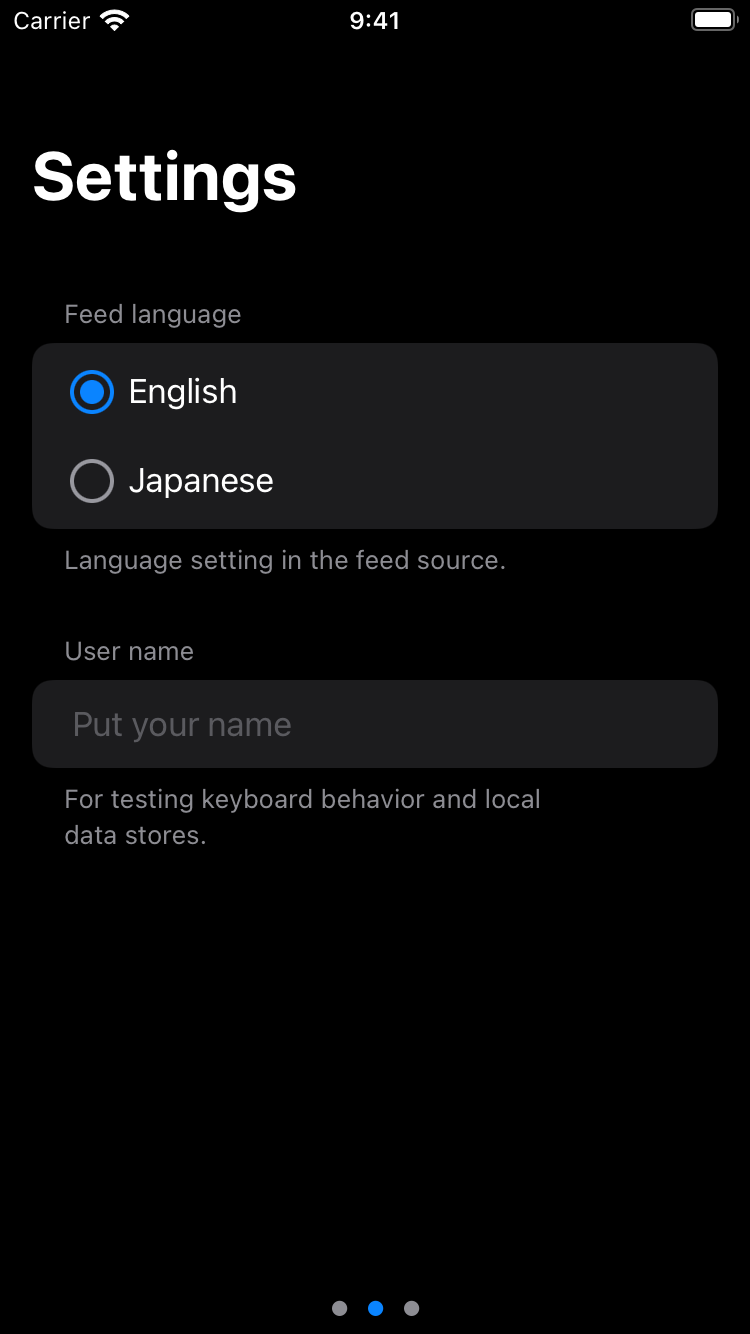 Carrier 9:41
Settings
Feed language
English
Japanese
Language setting in the feed source.
User name
Put your name
For testing keyboard behavior and local
data stores.